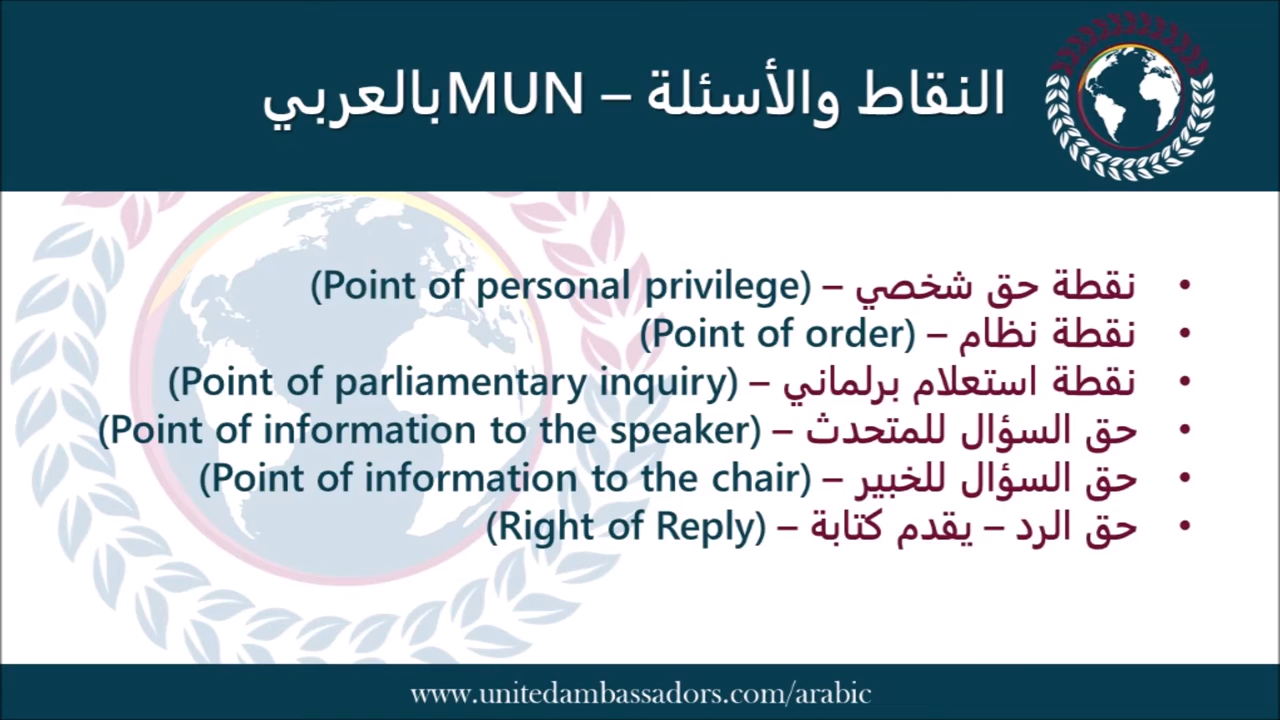 النقاط والأسئلة – MUN بالعربي
• نقطة حق شخصي – (Point of personal privilege)
• نقطة نظام – (Point of order)
• نقطة استعلام برلماني – (Point of parliamentary inquiry)
• حق السؤال للمتحدث – (Point of information to the speaker)
• حق السؤال للخبير – (Point of information to the chair)
• حق الرد – يقدم كتابة – (Right of Reply)
www.unitedambassadors.com/arabic